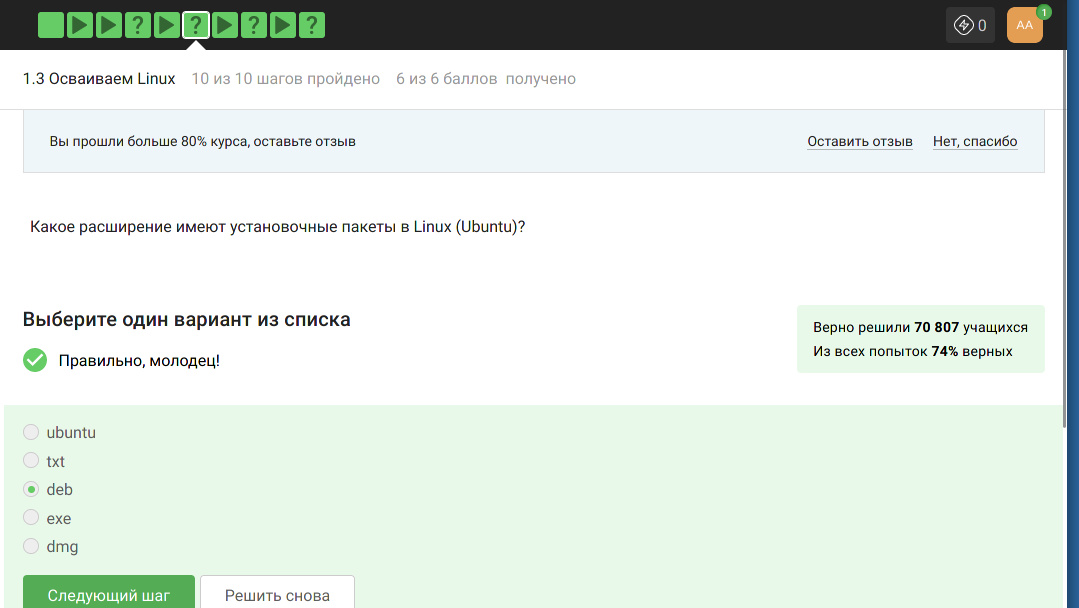 ? ? ? ? 0 AA 1
1.3 Осваиваем Linux 10 из 10 шагов пройдено 6 из 6 баллов получено
Вы прошли больше 80% курса, оставьте отзыв Оставить отзыв Нет, спасибо
Какое расширение имеют установочные пакеты в Linux (Ubuntu)?
Выберите один вариант из списка
Верно решили 70 807 учащихся
Из всех попыток 74% верных
Правильно, молодец!
ubuntu
txt
deb
exe
dmg
Следующий шаг Решить снова